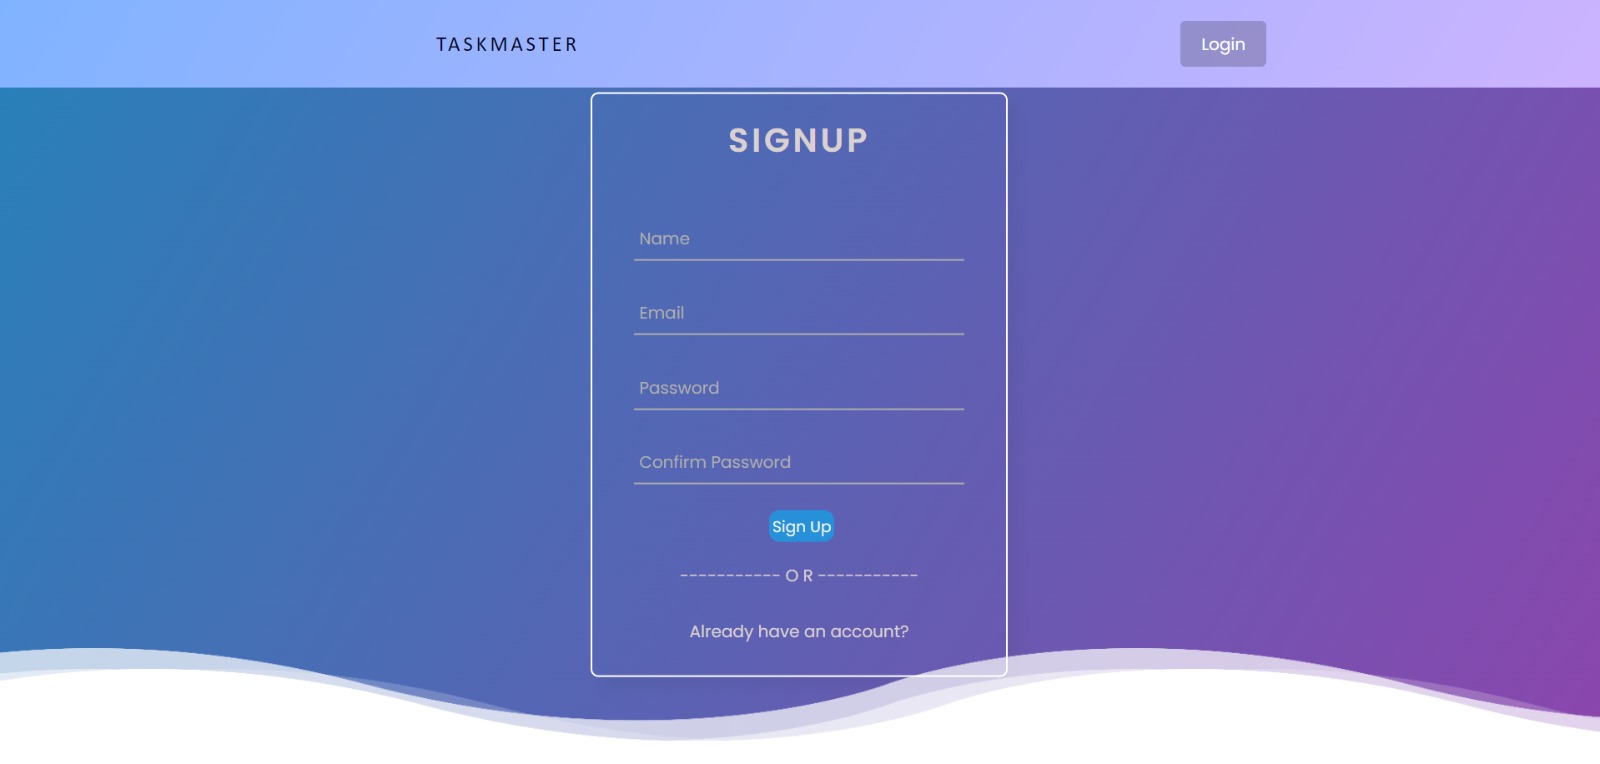 TASKMASTER Login
SIGNUP
Name
Email
Password
Confirm Password
Sign Up
----------- O R -----------
Already have an account?